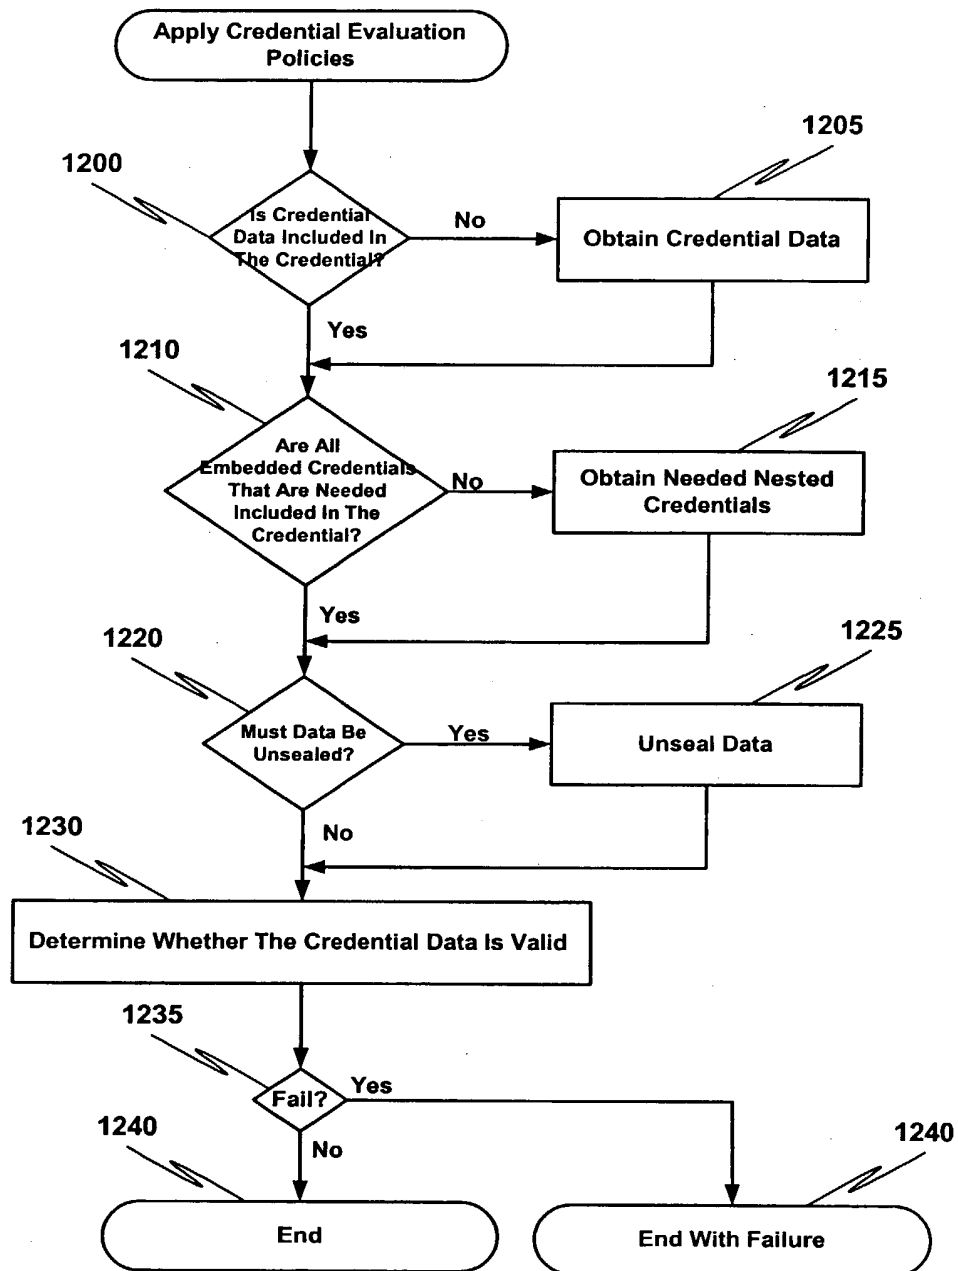 Apply Credential Evaluation
Policies
1205
1200
Is Credential
Data Included In
The Credential?
No
Obtain Credential Data
Yes
1210
1215
Are All
Embedded Credentials
That Are Needed
Included In The
Credential?
No
Obtain Needed Nested
Credentials
Yes
1220
1225
Must Data Be
Unsealed?
Yes
Unseal Data
No
1230
Determine Whether The Credential Data Is Valid
1235
Fail?
Yes
No
1240
1240
End
End With Failure